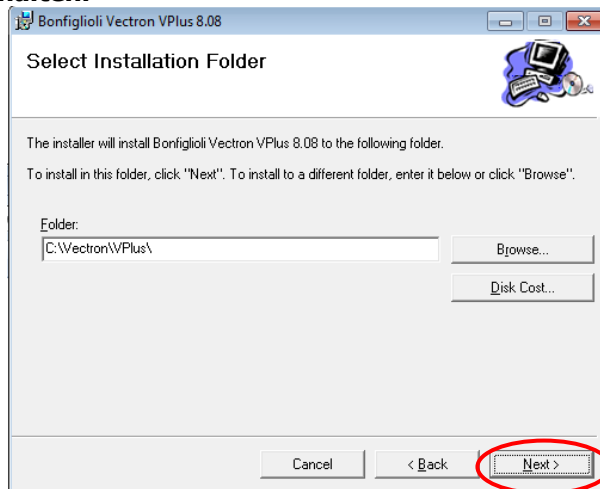 Bonfiglioli Vectron VPlus 8.08
Select Installation Folder
The installer will install Bonfiglioli Vectron VPlus 8.08 to the following folder.
To install in this folder, click "Next". To install to a different folder, enter it below or click "Browse".
Folder:
C:\Vectron\VPlus\
Browse...
Disk Cost...
Cancel
< Back
Next >